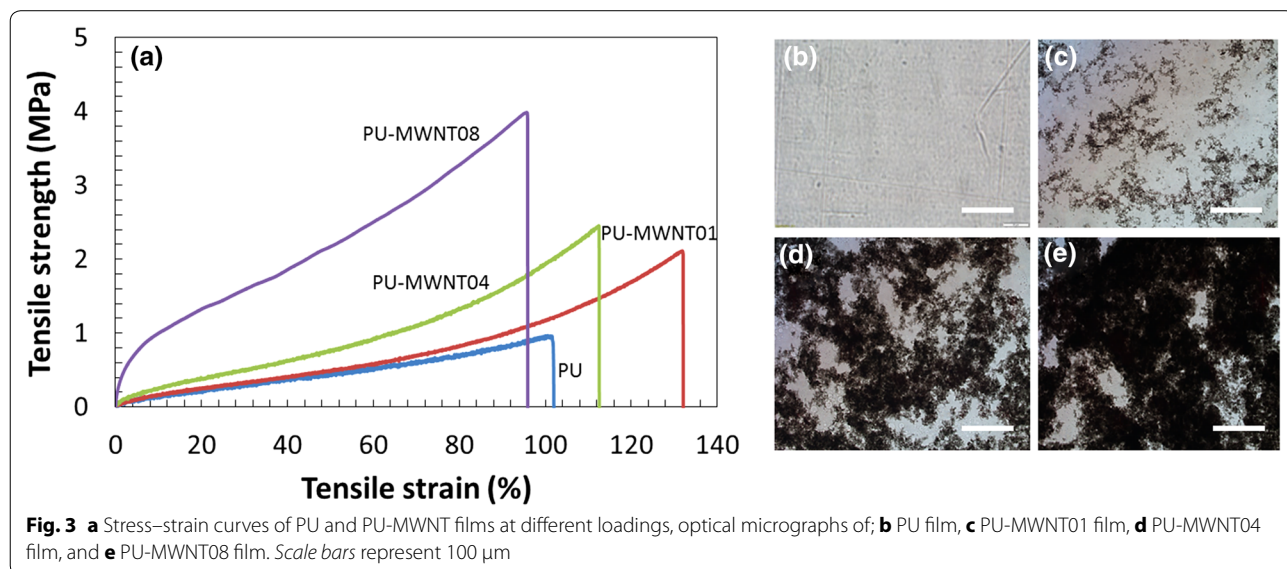 5
4
3
2
1
0
Tensile strength (MPa)
(a)
PU-MWNT08
PU-MWNT01
PU-MWNT04
PU
0 20 40 60 80 100 120 140
Tensile strain (%)
(b)
(c)
(d)
(e)
Fig. 3 a Stress–strain curves of PU and PU-MWNT films at different loadings, optical micrographs of; b PU film, c PU-MWNT01 film, d PU-MWNT04
film, and e PU-MWNT08 film. Scale bars represent 100 µm